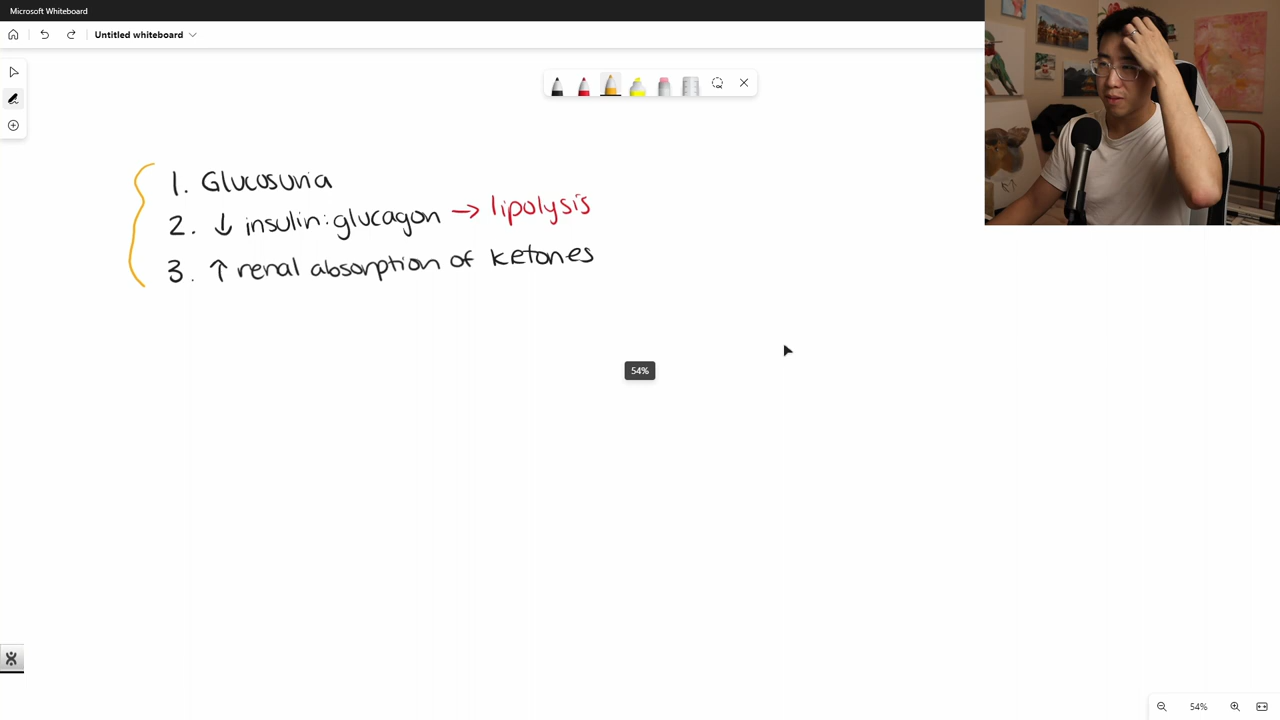 Microsoft Whiteboard
Untitled whiteboard
1. Glucosuria
2. ↓ insulin:glucagon → lipolysis
3. ↑ renal absorption of ketones
54%
54%